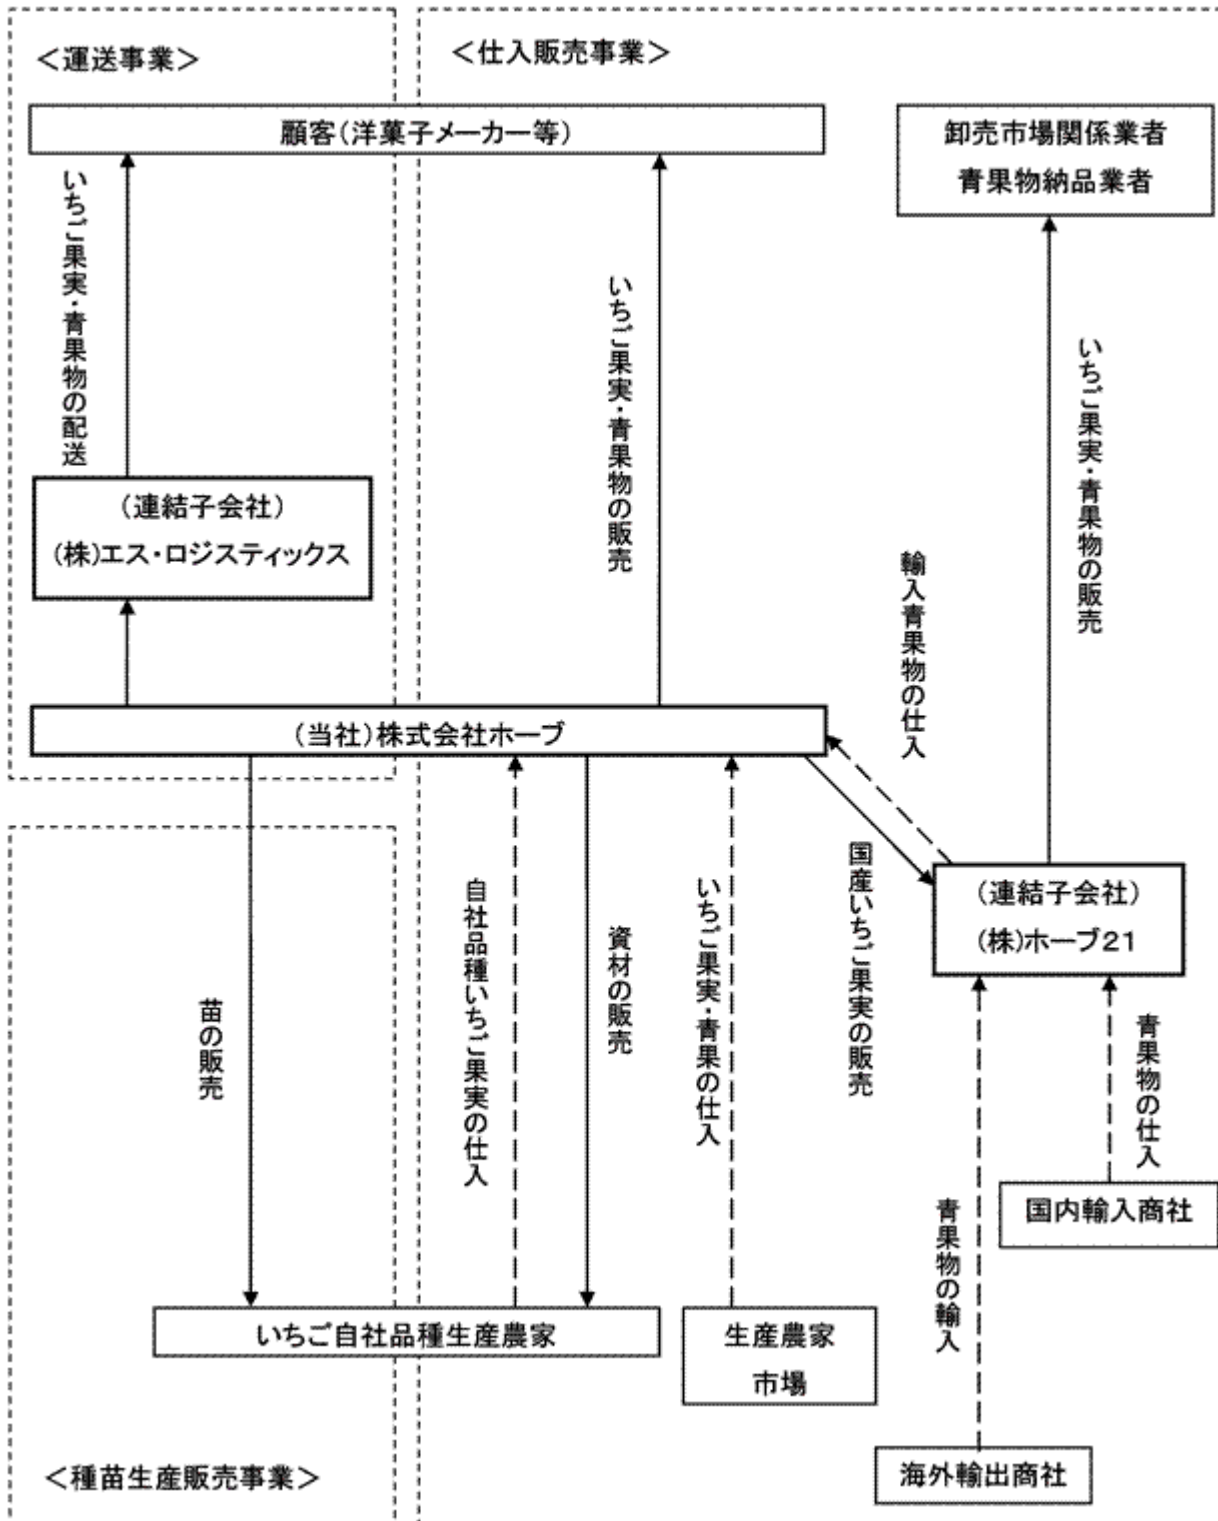 ＜運送事業＞
＜仕入販売事業＞
顧客(洋菓子メーカー等)
卸売市場関係業者
青果物納品業者
いちご果実・青果物の配送
いちご果実・青果物の販売
いちご果実・青果物の販売
(連結子会社)
(株)エス・ロジスティックス
輸入青果物の仕入
(当社)株式会社ホーブ
国産いちご果実の販売
(連結子会社)
(株)ホーブ21
苗の販売
自社品種いちご果実の仕入
資材の販売
いちご果実・青果の仕入
青果物の仕入
青果物の輸入
国内輸入商社
いちご自社品種生産農家
生産農家
市場
海外輸出商社
＜種苗生産販売事業＞